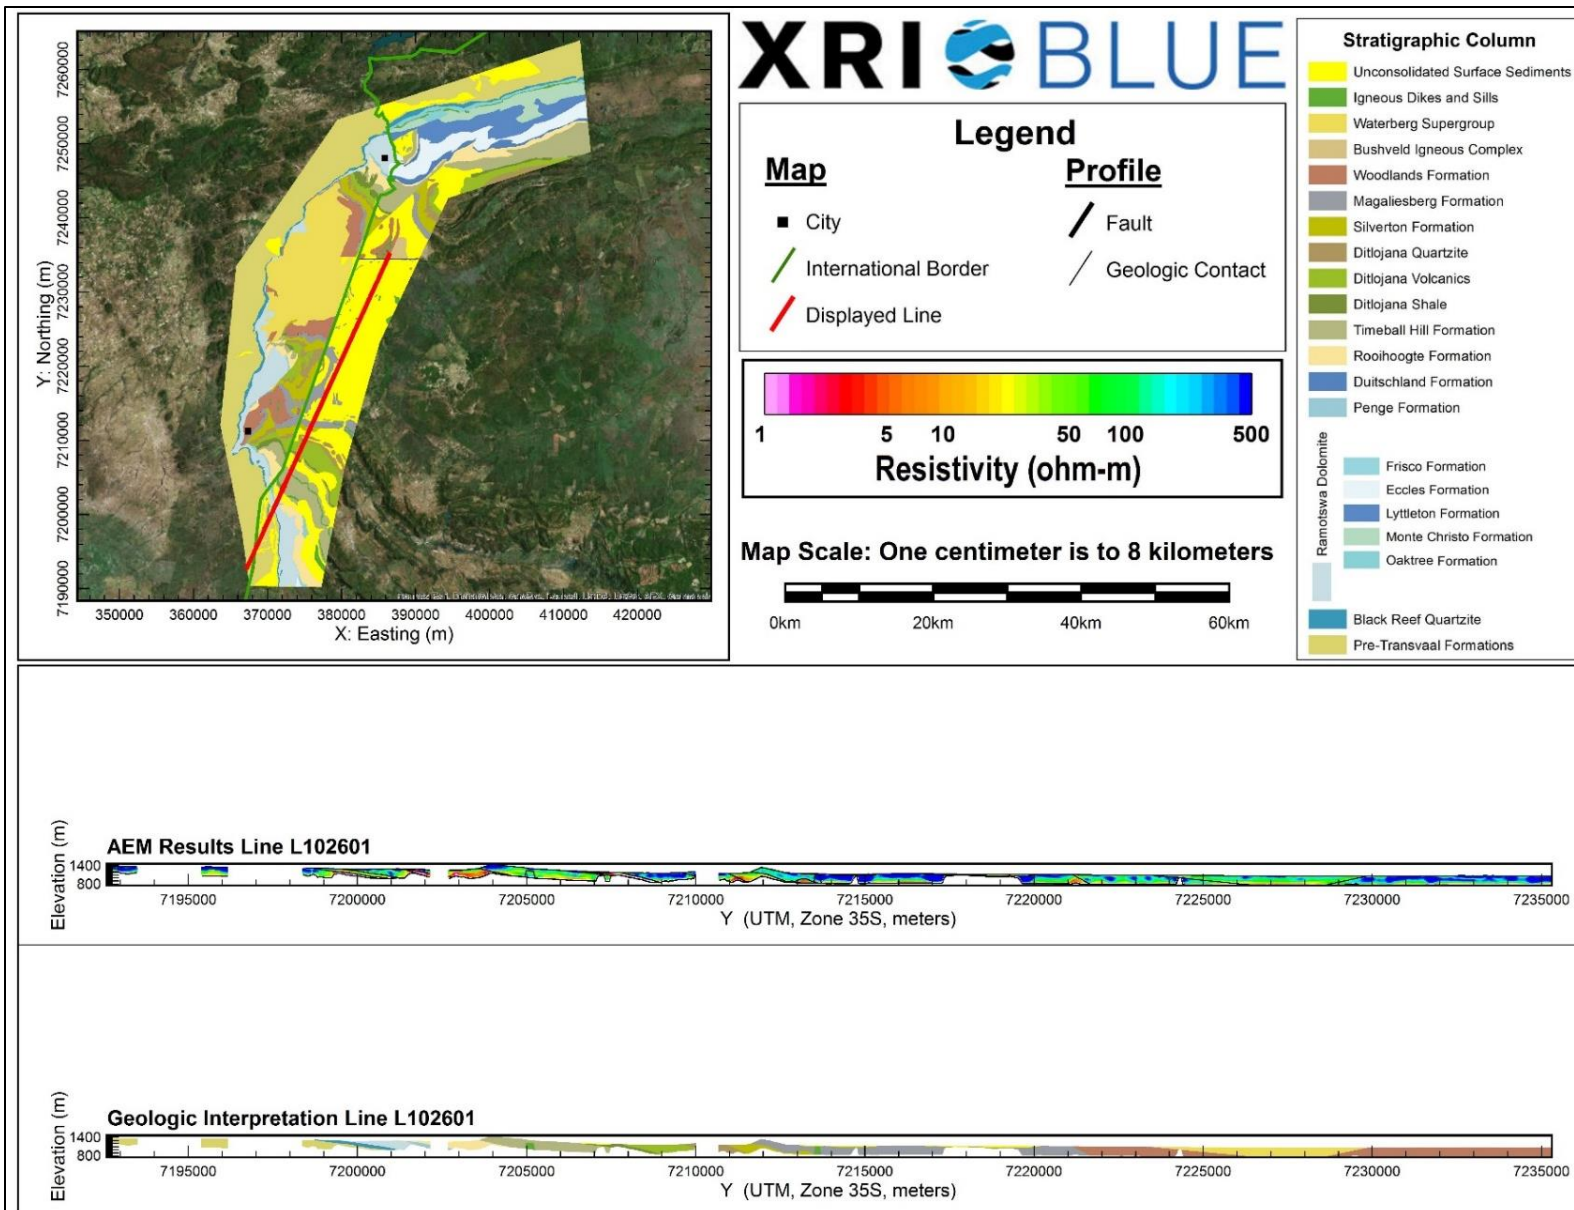 XRI BLUE
Legend
Map
Profile
City
International Border
Displayed Line
Fault
Geologic Contact
1 5 10 50 100 500
Resistivity (ohm-m)
Map Scale: One centimeter is to 8 kilometers
0km 20km 40km 60km
Stratigraphic Column
Unconsolidated Surface Sediments
Igneous Dikes and Sills
Waterberg Supergroup
Bushveld Igneous Complex
Woodlands Formation
Magaliesberg Formation
Silverton Formation
Ditlojana Quartzite
Ditlojana Volcanics
Ditlojana Shale
Timeball Hill Formation
Rooihoogte Formation
Duitschland Formation
Penge Formation
Ramotswa Dolomite
Frisco Formation
Eccles Formation
Lyttleton Formation
Monte Christo Formation
Oaktree Formation
Black Reef Quartzite
Pre-Transvaal Formations
Y: Northing (m)
7260000
7250000
7240000
7230000
7220000
7210000
7200000
7190000
350000 360000 370000 380000 390000 400000 410000 420000
X: Easting (m)
AEM Results Line L102601
Elevation (m)
1400
800
7195000 7200000 7205000 7210000 7215000 7220000 7225000 7230000 7235000
Y (UTM, Zone 35S, meters)
Geologic Interpretation Line L102601
Elevation (m)
1400
800
7195000 7200000 7205000 7210000 7215000 7220000 7225000 7230000 7235000
Y (UTM, Zone 35S, meters)